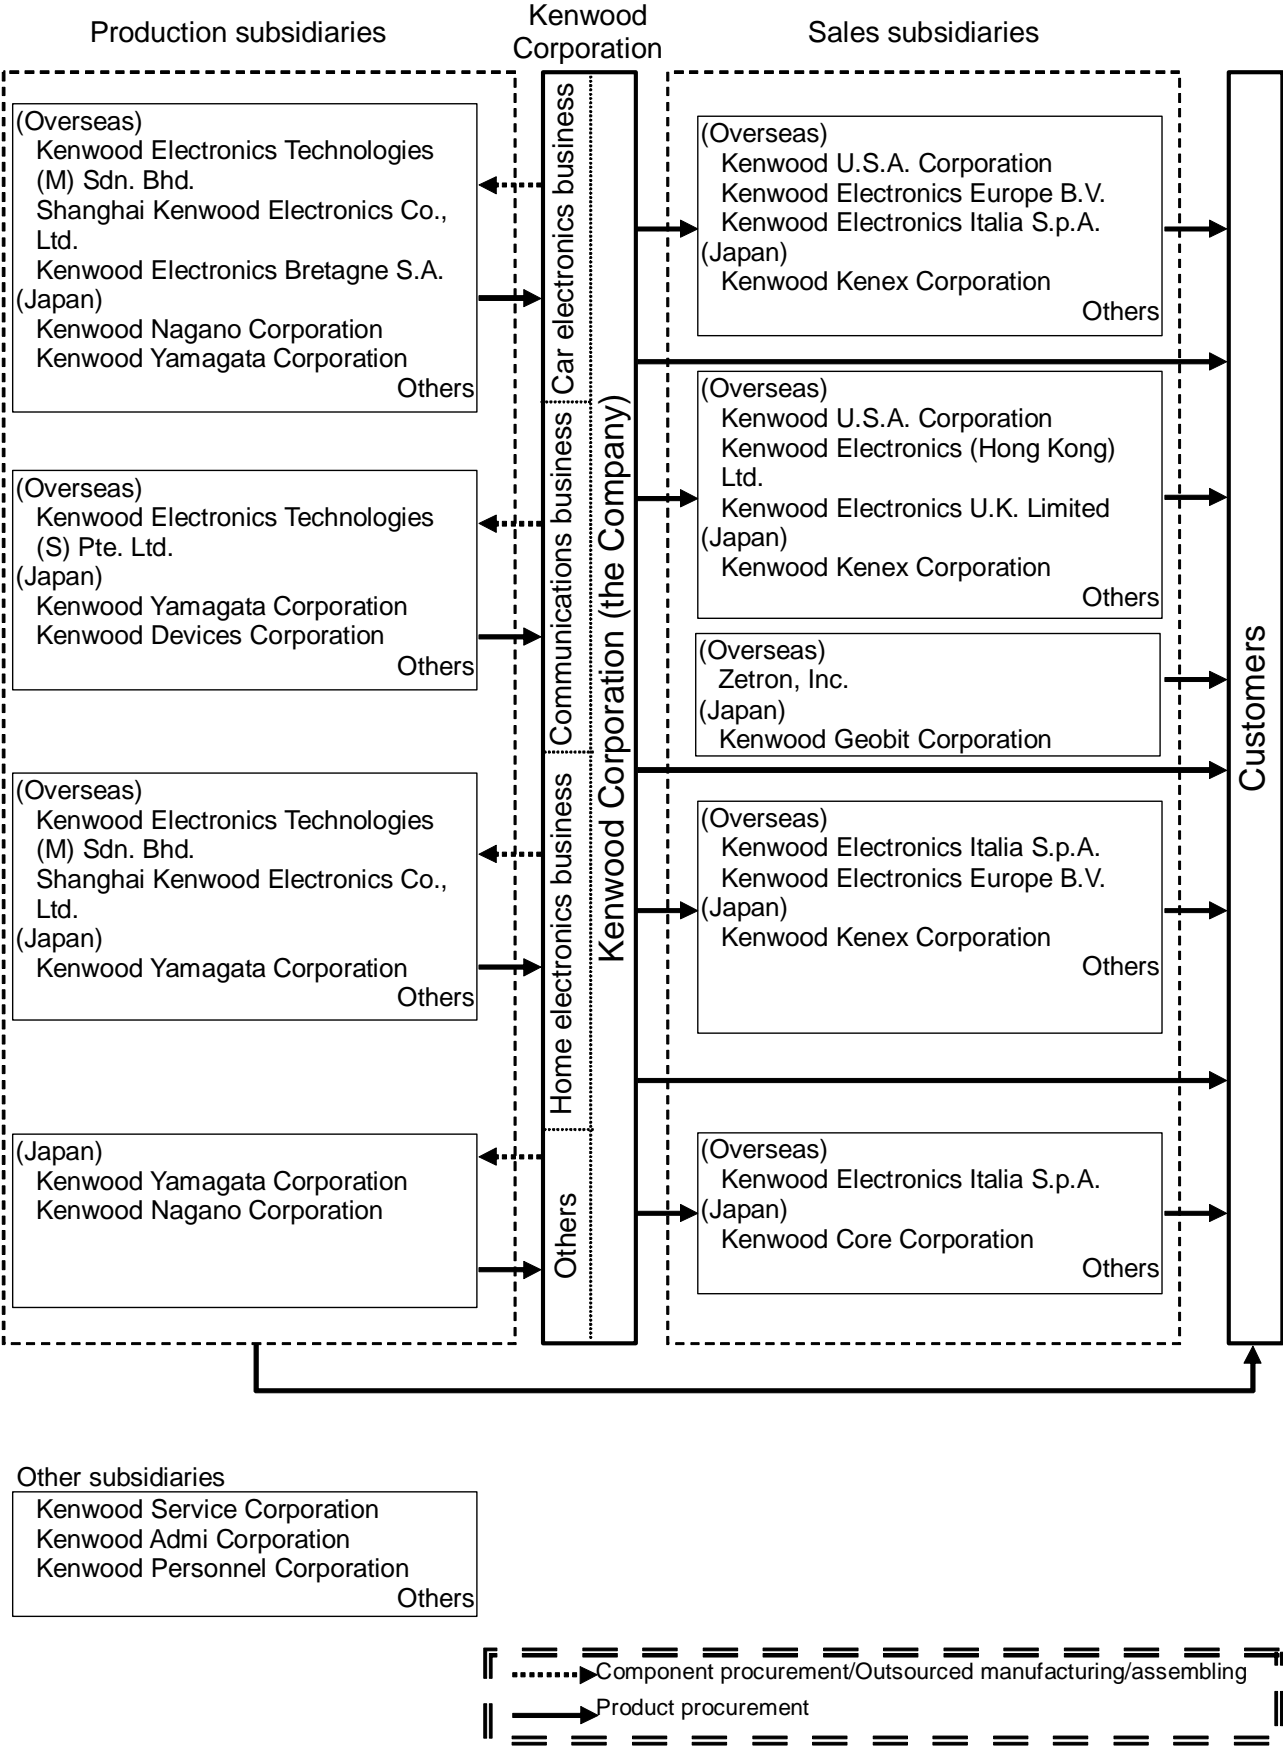 Production subsidiaries
Kenwood
Corporation
Sales subsidiaries
(Overseas)
Kenwood Electronics Technologies
(M) Sdn. Bhd.
Shanghai Kenwood Electronics Co.,
Ltd.
Kenwood Electronics Bretagne S.A.
(Japan)
Kenwood Nagano Corporation
Kenwood Yamagata Corporation
Others
(Overseas)
Kenwood Electronics Technologies
(S) Pte. Ltd.
(Japan)
Kenwood Yamagata Corporation
Kenwood Devices Corporation
Others
(Overseas)
Kenwood Electronics Technologies
(M) Sdn. Bhd.
Shanghai Kenwood Electronics Co.,
Ltd.
(Japan)
Kenwood Yamagata Corporation
Others
(Japan)
Kenwood Yamagata Corporation
Kenwood Nagano Corporation
Car electronics business
Communications business
Home electronics business
Others
Kenwood Corporation (the Company)
(Overseas)
Kenwood U.S.A. Corporation
Kenwood Electronics Europe B.V.
Kenwood Electronics Italia S.p.A.
(Japan)
Kenwood Kenex Corporation
Others
(Overseas)
Kenwood U.S.A. Corporation
Kenwood Electronics (Hong Kong)
Ltd.
Kenwood Electronics U.K. Limited
(Japan)
Kenwood Kenex Corporation
Others
(Overseas)
Zetron, Inc.
(Japan)
Kenwood Geobit Corporation
(Overseas)
Kenwood Electronics Italia S.p.A.
Kenwood Electronics Europe B.V.
(Japan)
Kenwood Kenex Corporation
Others
(Overseas)
Kenwood Electronics Italia S.p.A.
(Japan)
Kenwood Core Corporation
Others
Customers
Other subsidiaries
Kenwood Service Corporation
Kenwood Admi Corporation
Kenwood Personnel Corporation
Others
Component procurement/Outsourced manufacturing/assembling
Product procurement